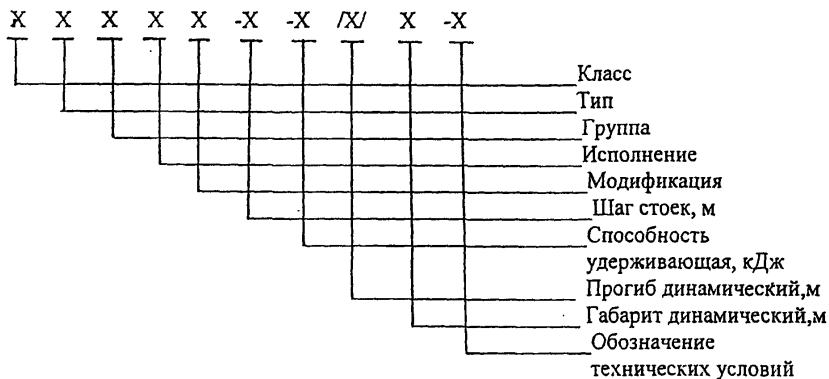 X X X X X -X -X /X/ X -X
Класс
Тип
Группа
Исполнение
Модификация
Шаг стоек, м
Способность
удерживающая, кДж
Прогиб динамический,м
Габарит динамический,м
Обозначение
технических условий